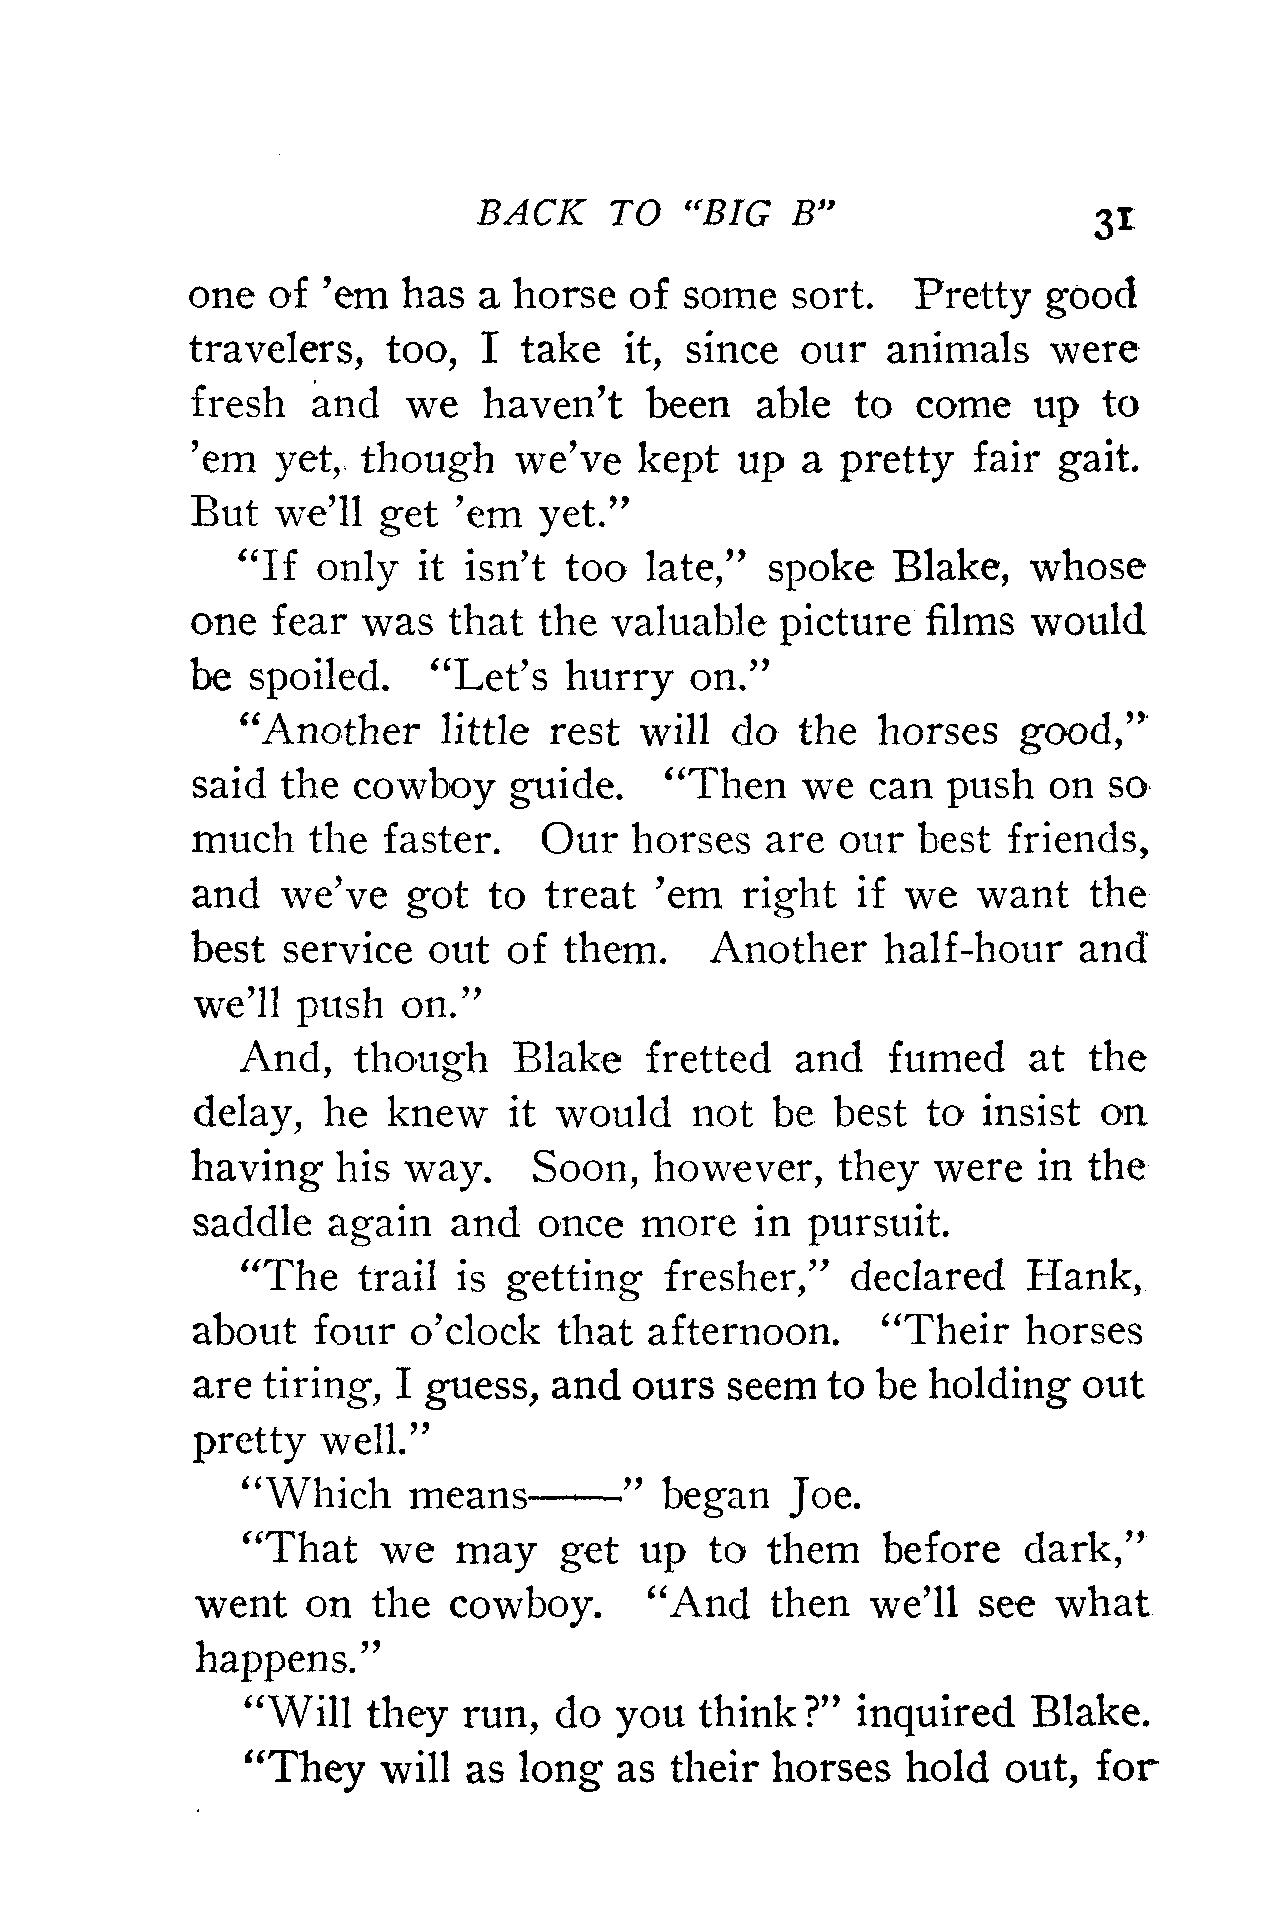 BACK TO "BIG B" 31
one of 'em has a horse of some sort. Pretty good
travelers, too, I take it, since our animals were
fresh and we haven't been able to come up to
'em yet, though we've kept up a pretty fair gait.
But we'll get 'em yet."
"If only it isn't too late," spoke Blake, whose
one fear was that the valuable picture films would
be spoiled. "Let's hurry on."
"Another little rest will do the horses good,"
said the cowboy guide. "Then we can push on so
much the faster. Our horses are our best friends,
and we've got to treat 'em right if we want the
best service out of them. Another half-hour and
we'll push on."
And, though Blake fretted and fumed at the
delay, he knew it would not be best to insist on
having his way. Soon, however, they were in the
saddle again and once more in pursuit.
"The trail is getting fresher," declared Hank,
about four o'clock that afternoon. "Their horses
are tiring, I guess, and ours seem to be holding out
pretty well."
"Which means——" began Joe.
"That we may get up to them before dark,"
went on the cowboy. "And then we'll see what
happens."
"Will they run, do you think?" inquired Blake.
"They will as long as their horses hold out, for